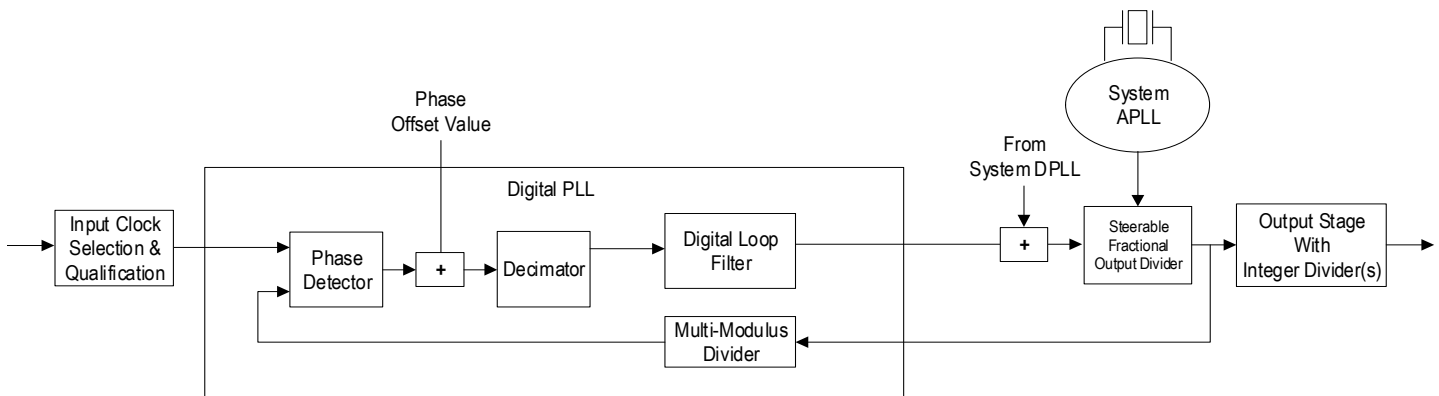 System
APLL
Phase
Offset Value
From
System DPLL
Digital PLL
Input Clock
Selection &
Qualification
Phase
Detector
+
Decimator
Digital Loop
Filter
+
Steerable
Fractional
Output Divider
Output Stage
With
Integer Divider(s)
Multi-Modulus
Divider